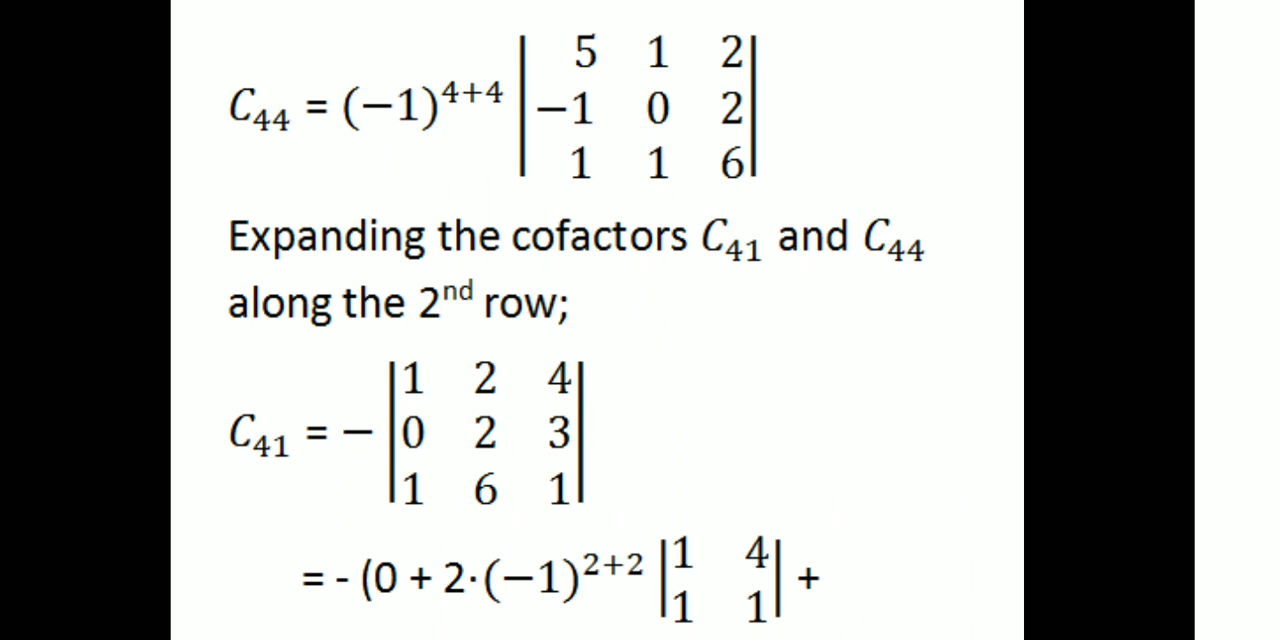 C₄₄ = (−1)⁴⁺⁴ |5 1 2|
|−1 0 2|
|1 1 6|
Expanding the cofactors C₄₁ and C₄₄
along the 2ⁿᵈ row;
C₄₁ = − |1 2 4|
|0 2 3|
|1 6 1|
= - (0 + 2·(−1)²⁺² |1 4| +
|1 1|